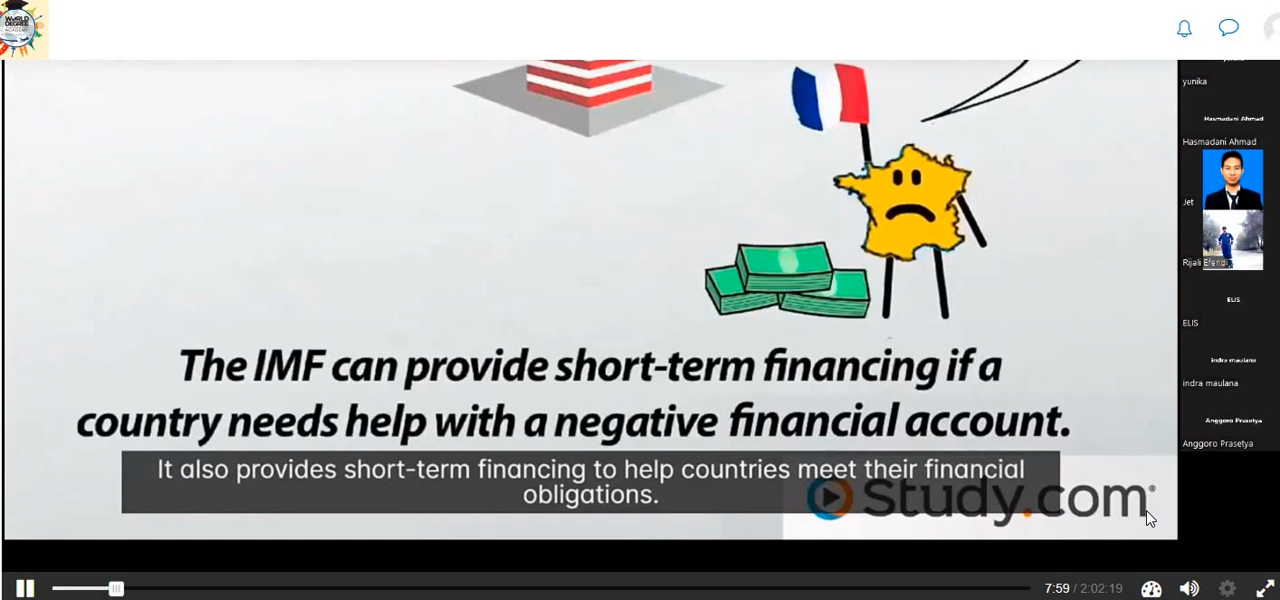 WORLD
DEGREE
ACADEMY
yunika
Hasmadani Ahmad
Hasmadani Ahmad
Jet
Rijali Efendi
ELIS
ELIS
indra maulana
indra maulana
Anggoro Prasetya
Anggoro Prasetya
The IMF can provide short-term financing if a
country needs help with a negative financial account.
It also provides short-term financing to help countries meet their financial
obligations.
Study.com®
7:59 / 2:02:19